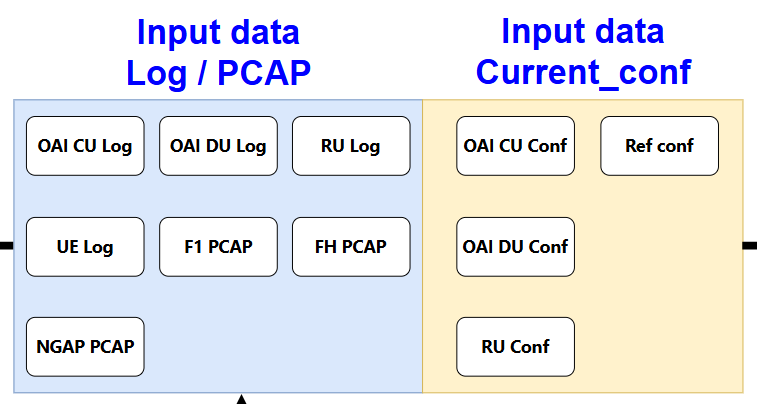 Input data
Log / PCAP
Input data
Current_conf
OAI CU Log
OAI DU Log
RU Log
UE Log
F1 PCAP
FH PCAP
NGAP PCAP
OAI CU Conf
Ref conf
OAI DU Conf
RU Conf